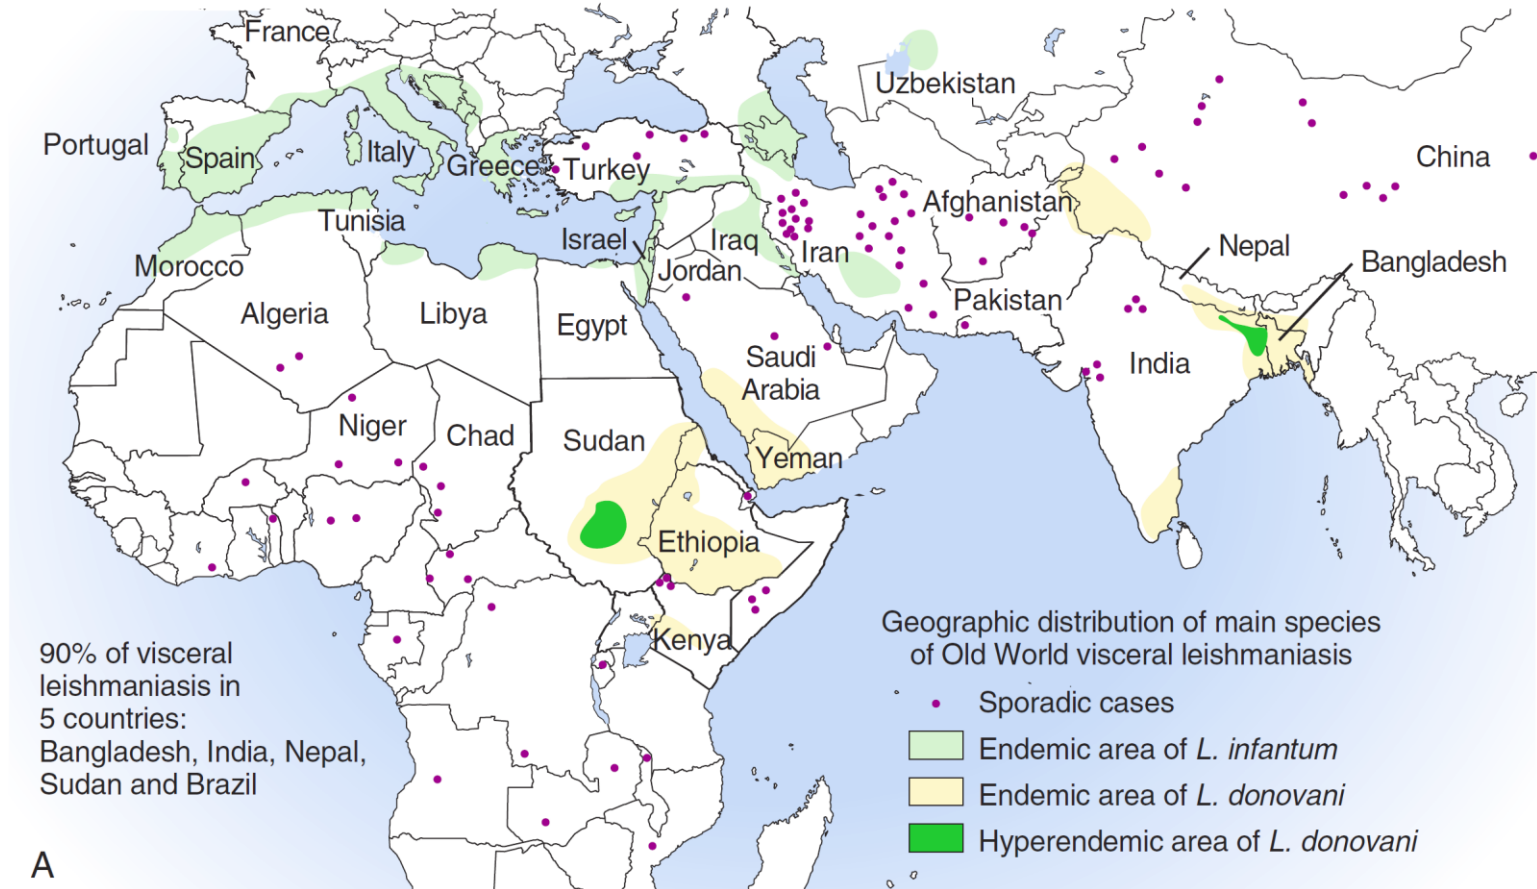 France
Uzbekistan
Portugal
Spain
Italy
Greece
Turkey
China
Afghanistan
Tunisia
Israel
Iraq
Iran
Nepal
Morocco
Jordan
Bangladesh
Algeria
Libya
Egypt
Pakistan
Saudi
Arabia
India
Niger
Chad
Sudan
Yeman
Ethiopia
Kenya
90% of visceral
leishmaniasis in
5 countries:
Bangladesh, India, Nepal,
Sudan and Brazil
Geographic distribution of main species
of Old World visceral leishmaniasis
Sporadic cases
Endemic area of L. infantum
Endemic area of L. donovani
Hyperendemic area of L. donovani
A